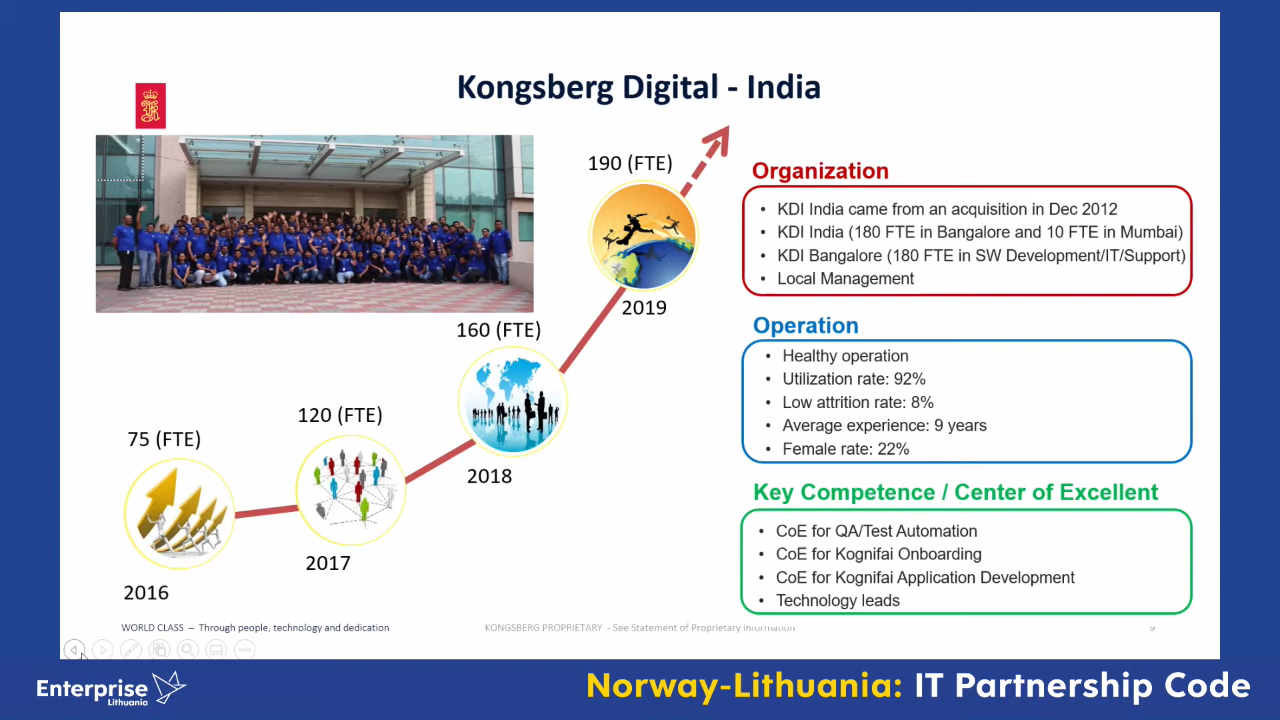 Kongsberg Digital - India
190 (FTE)
2019
160 (FTE)
2018
120 (FTE)
2017
75 (FTE)
2016
Organization
• KDI India came from an acquisition in Dec 2012
• KDI India (180 FTE in Bangalore and 10 FTE in Mumbai)
• KDI Bangalore (180 FTE in SW Development/IT/Support)
• Local Management
Operation
• Healthy operation
• Utilization rate: 92%
• Low attrition rate: 8%
• Average experience: 9 years
• Female rate: 22%
Key Competence / Center of Excellent
• CoE for QA/Test Automation
• CoE for Kognifai Onboarding
• CoE for Kognifai Application Development
• Technology leads
WORLD CLASS – Through people, technology and dedication
KONGSBERG PROPRIETARY - See Statement of Proprietary information
9
Enterprise
Lithuania
Norway-Lithuania: IT Partnership Code